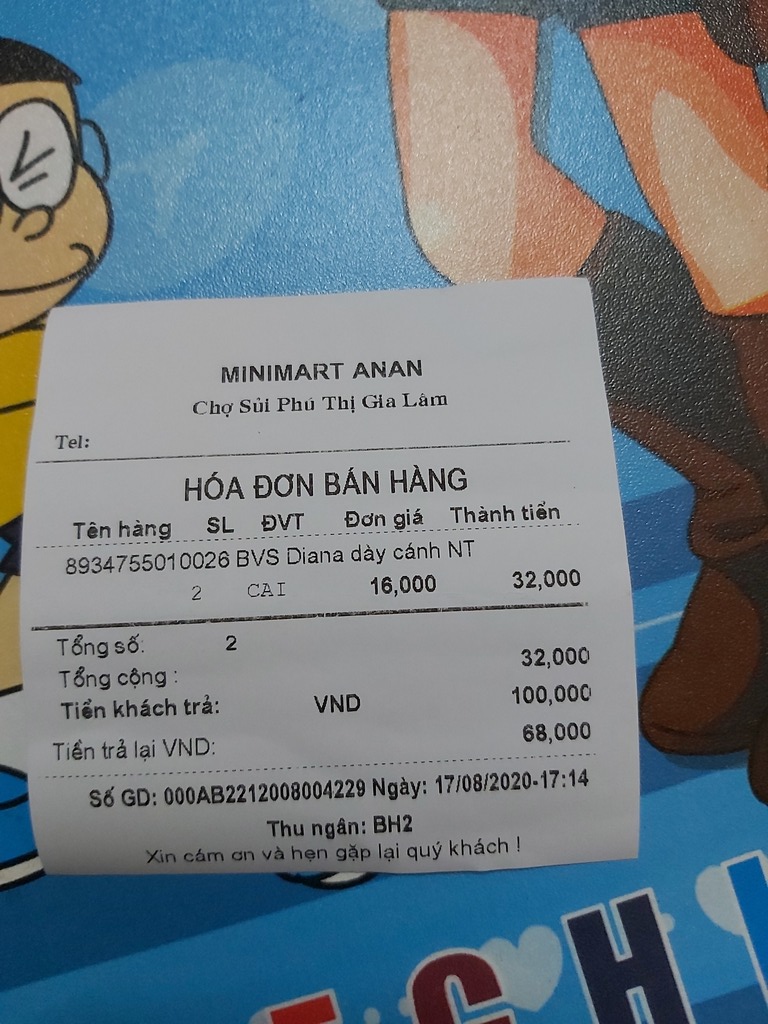 MINIMART ANAN
Chợ Sủi Phú Thị Gia Lâm
Tel:
HÓA ĐƠN BÁN HÀNG
Tên hàng SL ĐVT Đơn giá Thành tiền
8934755010026 BVS Diana dày cánh NT
2 CAI 16,000 32,000
Tổng số: 2
Tổng cộng : 32,000
Tiền khách trả: VND 100,000
Tiền trả lại VND: 68,000
Số GD: 000AB2212008004229 Ngày: 17/08/2020-17:14
Thu ngân: BH2
Xin cám ơn và hẹn gặp lại quý khách !